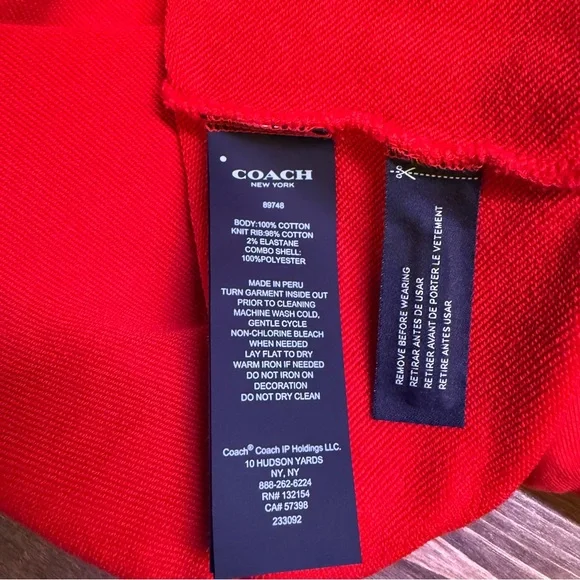 COACH
NEW YORK
89748
BODY:100% COTTON
KNIT RIB:98% COTTON
2% ELASTANE
COMBO SHELL:
100%POLYESTER
MADE IN PERU
TURN GARMENT INSIDE OUT
PRIOR TO CLEANING
MACHINE WASH COLD,
GENTLE CYCLE
NON-CHLORINE BLEACH
WHEN NEEDED
LAY FLAT TO DRY
WARM IRON IF NEEDED
DO NOT IRON ON
DECORATION
DO NOT DRY CLEAN
Coach® Coach IP Holdings LLC.
10 HUDSON YARDS
NY, NY
888-262-6224
RN# 132154
CA# 57398
233092
REMOVE BEFORE WEARING
RETIRAR ANTES DE USAR
RETIRER AVANT DE PORTER LE VETEMENT
RETIRE ANTES USAR